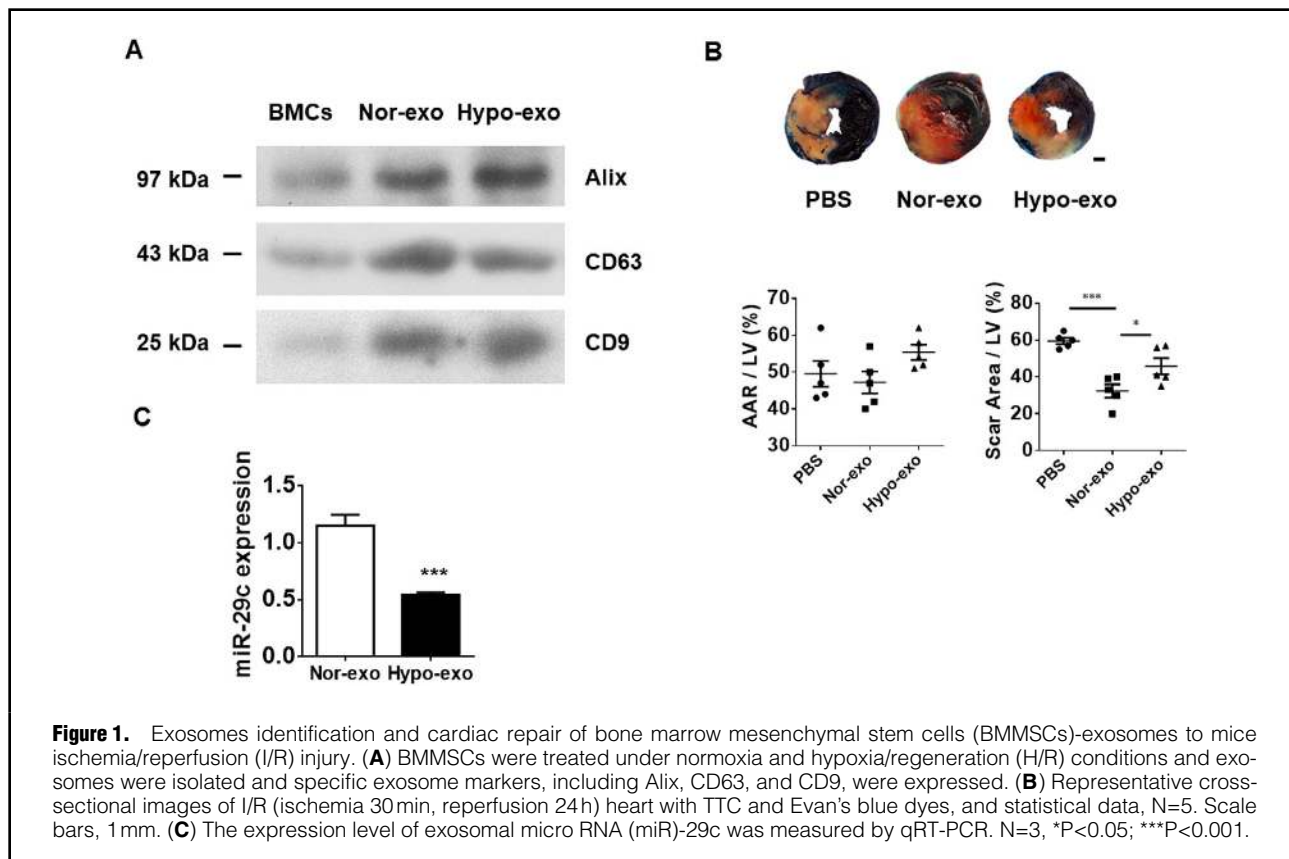 A
BMCs Nor-exo Hypo-exo
97 kDa Alix
43 kDa CD63
25 kDa CD9
B
PBS Nor-exo Hypo-exo
AAR / LV (%)
70
60
50
40
30
PBS
Nor-exo
Hypo-exo
Scar Area / LV (%)
80
60
40
20
0
***
*
PBS
Nor-exo
Hypo-exo
C
miR-29c expression
1.5
1.0
0.5
0.0
***
Nor-exo Hypo-exo
Figure 1. Exosomes identification and cardiac repair of bone marrow mesenchymal stem cells (BMMSCs)-exosomes to mice
ischemia/reperfusion (I/R) injury. (A) BMMSCs were treated under normoxia and hypoxia/regeneration (H/R) conditions and exo-
somes were isolated and specific exosome markers, including Alix, CD63, and CD9, were expressed. (B) Representative cross-
sectional images of I/R (ischemia 30 min, reperfusion 24 h) heart with TTC and Evan's blue dyes, and statistical data, N=5. Scale
bars, 1 mm. (C) The expression level of exosomal micro RNA (miR)-29c was measured by qRT-PCR. N=3, *P<0.05; ***P<0.001.